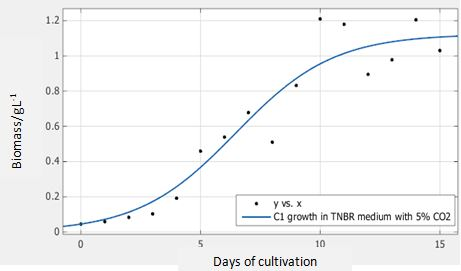 1.2
1
0.8
0.6
0.4
0.2
0
Biomass/gL-1
y vs. x
C1 growth in TNBR medium with 5% CO2
0 5 10 15
Days of cultivation